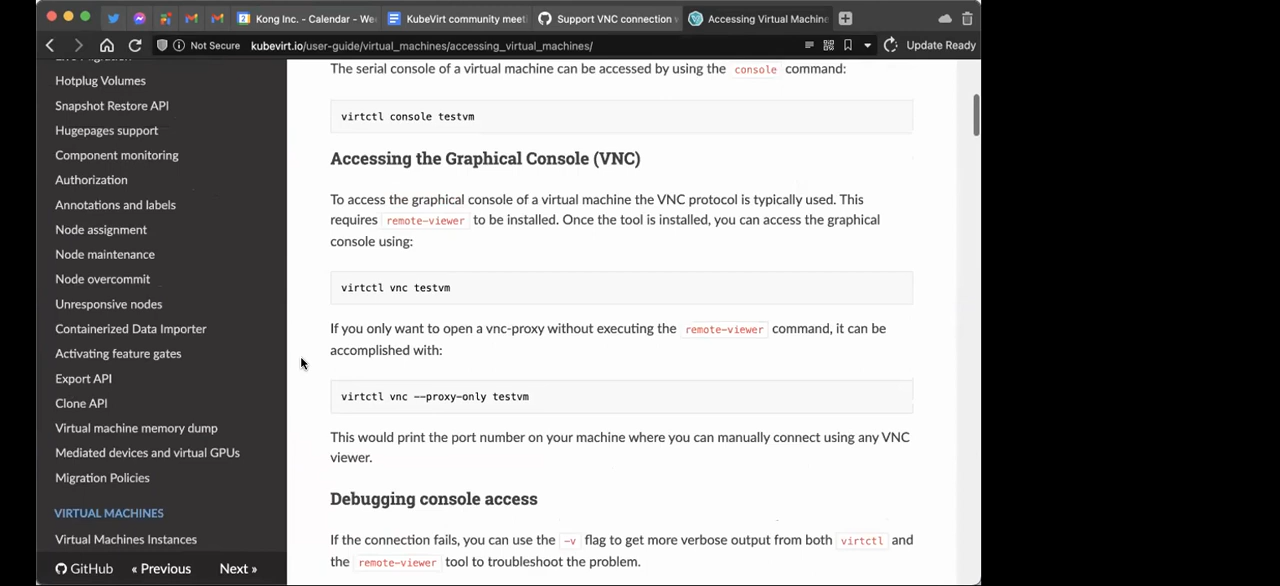 Kong Inc. - Calendar - We
KubeVirt community meet
Support VNC connection
Accessing Virtual Machine
Not Secure
kubevirt.io/user-guide/virtual_machines/accessing_virtual_machines/
Update Ready
Hotplug Volumes
Snapshot Restore API
Hugepages support
Component monitoring
Authorization
Annotations and labels
Node assignment
Node maintenance
Node overcommit
Unresponsive nodes
Containerized Data Importer
Activating feature gates
Export API
Clone API
Virtual machine memory dump
Mediated devices and virtual GPUs
Migration Policies
VIRTUAL MACHINES
Virtual Machines Instances
GitHub
« Previous
Next »
The serial console of a virtual machine can be accessed by using the console command:
virtctl console testvm
Accessing the Graphical Console (VNC)
To access the graphical console of a virtual machine the VNC protocol is typically used. This
requires remote-viewer to be installed. Once the tool is installed, you can access the graphical
console using:
virtctl vnc testvm
If you only want to open a vnc-proxy without executing the remote-viewer command, it can be
accomplished with:
virtctl vnc --proxy-only testvm
This would print the port number on your machine where you can manually connect using any VNC
viewer.
Debugging console access
If the connection fails, you can use the -v flag to get more verbose output from both virtctl and
the remote-viewer tool to troubleshoot the problem.